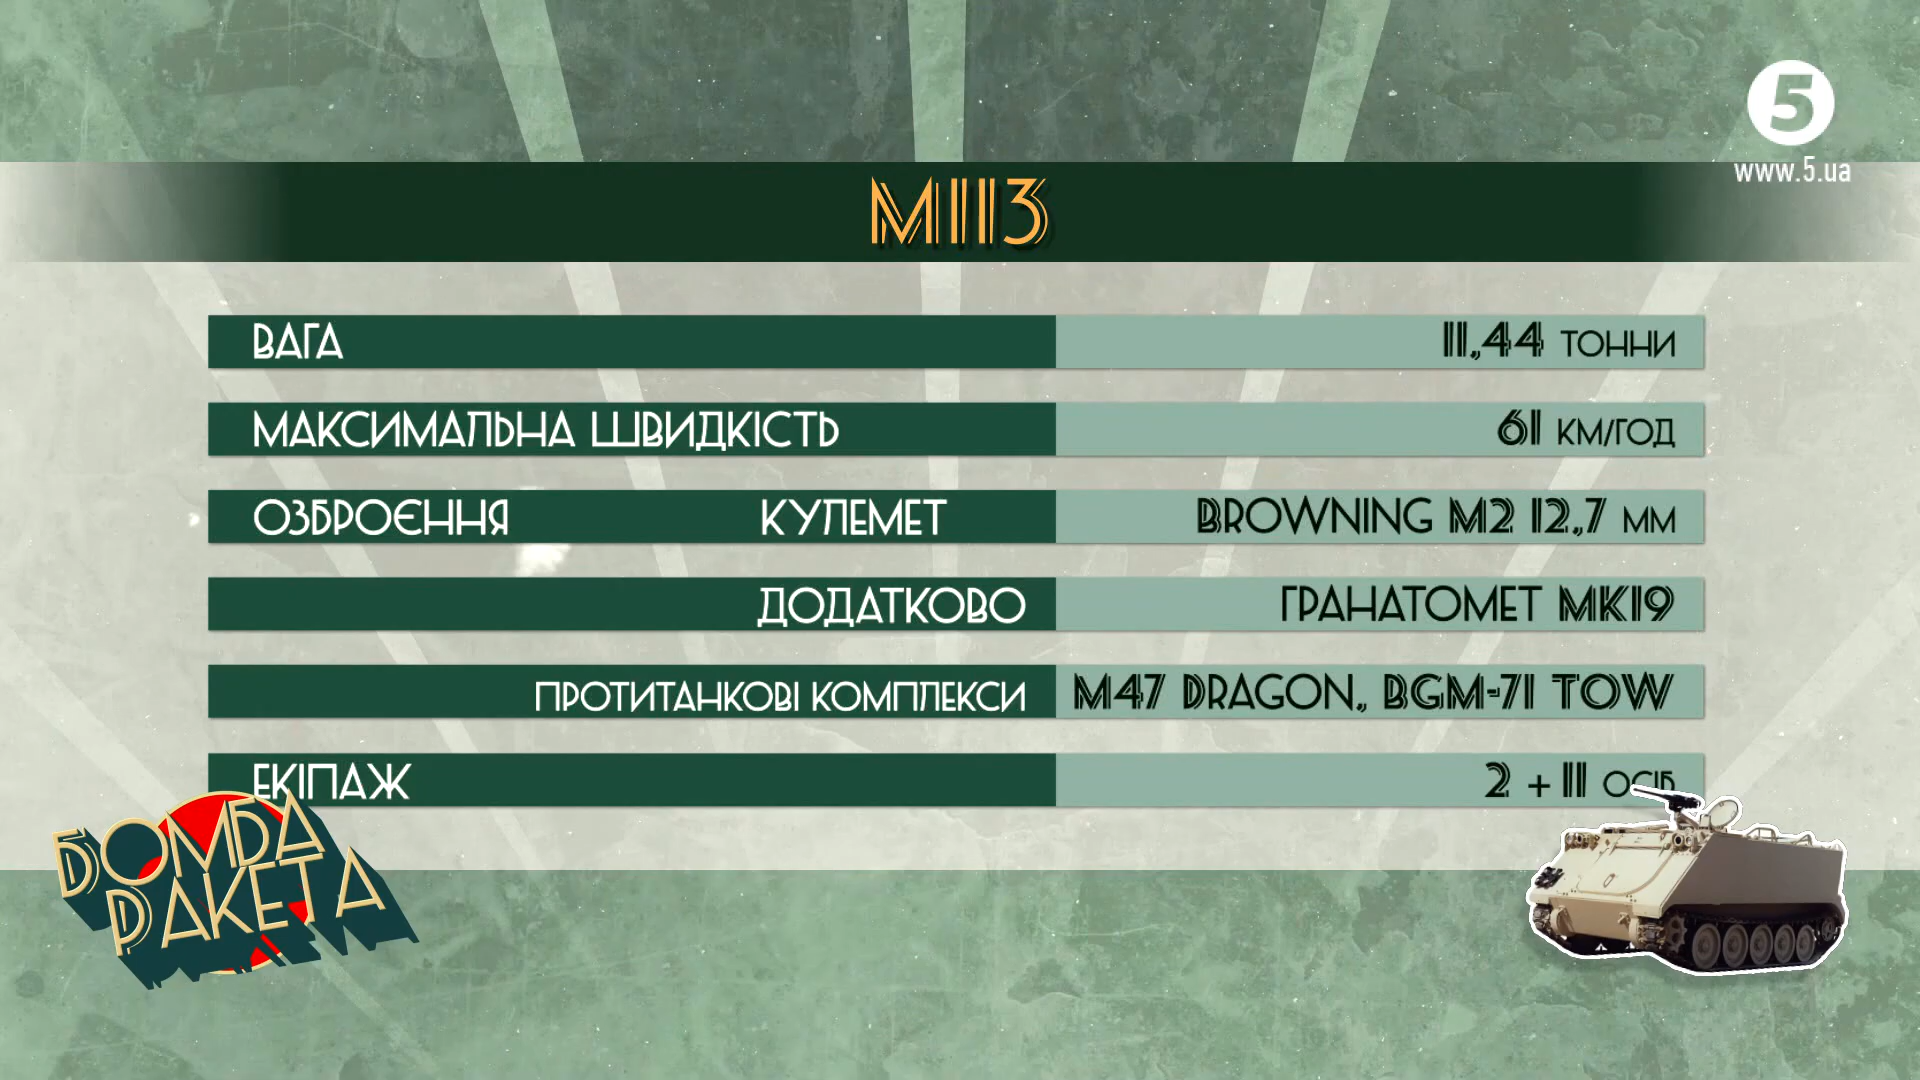 5
www.5.ua
М113
ВАГА 11,44 ТОННИ
МАКСИМАЛЬНА ШВИДКІСТЬ 61 КМ/ГОД
ОЗБРОЄННЯ КУЛЕМЕТ BROWNING M2 12,7 ММ
ДОДАТКОВО ГРАНАТОМЕТ MK19
ПРОТИТАНКОВІ КОМПЛЕКСИ M47 DRAGON, BGM-71 TOW
ЕКІПАЖ 2 + 11 ОСІБ
БОМБА
РАКЕТА